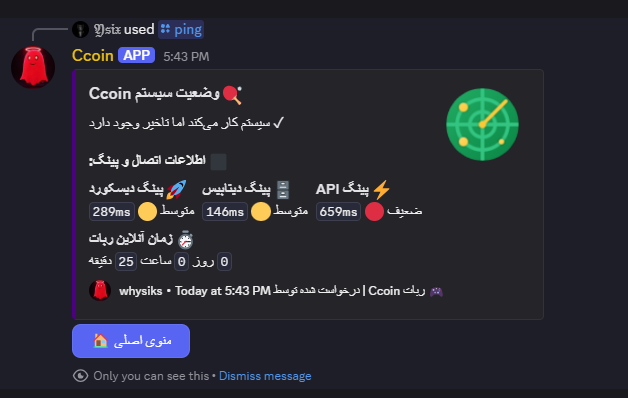 𝔜𝔰𝔦𝔵 used ping
Ccoin APP 5:43 PM
وضعیت سیستم Ccoin
✓ سیستم کار می‌کند اما تاخیر وجود دارد
اطلاعات اتصال و پینگ:
پینگ API
659ms ضعیف
پینگ دیتابیس
146ms متوسط
پینگ دیسکورد
289ms متوسط
زمان آنلاین ربات
0 روز 0 ساعت 25 دقیقه
ربات Ccoin | درخواست شده توسط whysiks • Today at 5:43 PM
منوی اصلی
Only you can see this • Dismiss message